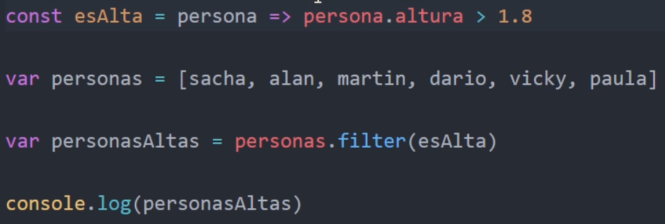 const esAlta = persona => persona.altura > 1.8
var personas = [sacha, alan, martin, dario, vicky, paula]
var personasAltas = personas.filter(esAlta)
console.log(personasAltas)